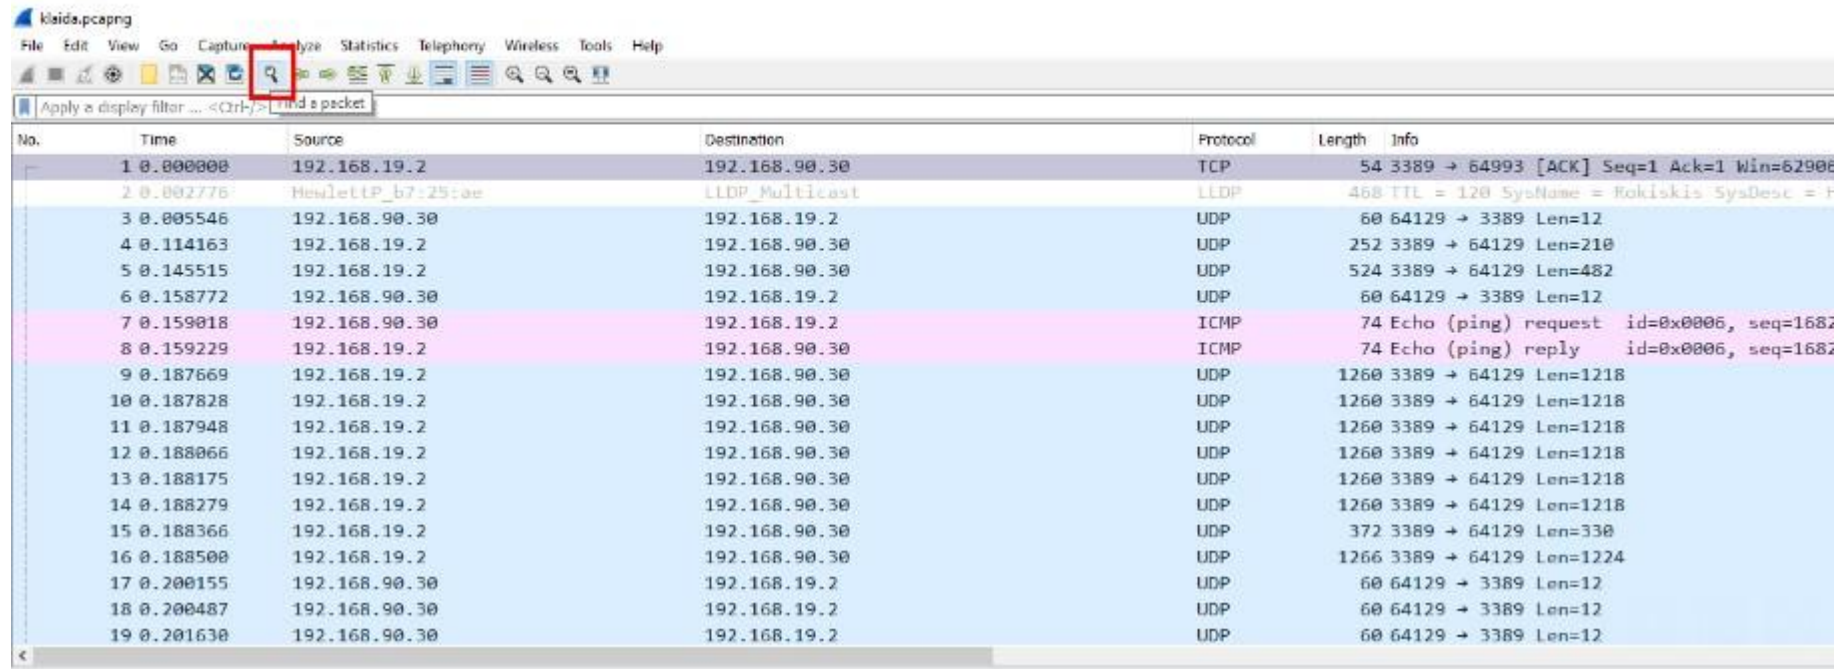 klaida.pcapng
File Edit View Go Capture Analyze Statistics Telephony Wireless Tools Help
Apply a display filter ... <Ctrl-/> Find a packet
No. Time Source Destination Protocol Length Info
1 0.000000 192.168.19.2 192.168.90.30 TCP 54 3389 → 64993 [ACK] Seq=1 Ack=1 Win=62906
2 0.002776 HewlettP_b7:25:ae LLDP_Multicast LLDP 468 TTL = 120 SysName = Rokiskis SysDesc = H
3 0.005546 192.168.90.30 192.168.19.2 UDP 60 64129 → 3389 Len=12
4 0.114163 192.168.19.2 192.168.90.30 UDP 252 3389 → 64129 Len=210
5 0.145515 192.168.19.2 192.168.90.30 UDP 524 3389 → 64129 Len=482
6 0.158772 192.168.90.30 192.168.19.2 UDP 60 64129 → 3389 Len=12
7 0.159018 192.168.90.30 192.168.19.2 ICMP 74 Echo (ping) request id=0x0006, seq=1682
8 0.159229 192.168.19.2 192.168.90.30 ICMP 74 Echo (ping) reply id=0x0006, seq=1682
9 0.187669 192.168.19.2 192.168.90.30 UDP 1260 3389 → 64129 Len=1218
10 0.187828 192.168.19.2 192.168.90.30 UDP 1260 3389 → 64129 Len=1218
11 0.187948 192.168.19.2 192.168.90.30 UDP 1260 3389 → 64129 Len=1218
12 0.188066 192.168.19.2 192.168.90.30 UDP 1260 3389 → 64129 Len=1218
13 0.188175 192.168.19.2 192.168.90.30 UDP 1260 3389 → 64129 Len=1218
14 0.188279 192.168.19.2 192.168.90.30 UDP 1260 3389 → 64129 Len=1218
15 0.188366 192.168.19.2 192.168.90.30 UDP 372 3389 → 64129 Len=330
16 0.188500 192.168.19.2 192.168.90.30 UDP 1266 3389 → 64129 Len=1224
17 0.200155 192.168.90.30 192.168.19.2 UDP 60 64129 → 3389 Len=12
18 0.200487 192.168.90.30 192.168.19.2 UDP 60 64129 → 3389 Len=12
19 0.201630 192.168.90.30 192.168.19.2 UDP 60 64129 → 3389 Len=12